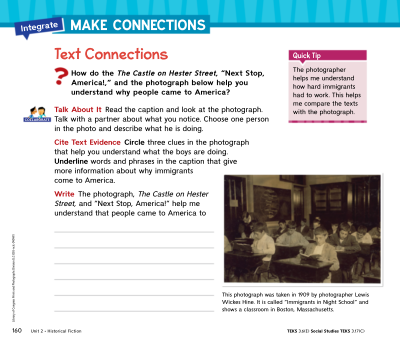 Integrate
MAKE CONNECTIONS
Text Connections
? How do the The Castle on Hester Street, “Next Stop,
America!,” and the photograph below help you
understand why people came to America?
Talk About It Read the caption and look at the photograph.
Talk with a partner about what you notice. Choose one person
in the photo and describe what he is doing.
COLLABORATE
Cite Text Evidence Circle three clues in the photograph
that help you understand what the boys are doing.
Underline words and phrases in the caption that give
more information about why immigrants
come to America.
Write The photograph, The Castle on Hester
Street, and “Next Stop, America!” help me
understand that people came to America to
Quick Tip
The photographer
helps me understand
how hard immigrants
had to work. This helps
me compare the texts
with the photograph.
This photograph was taken in 1909 by photographer Lewis
Wickes Hine. It is called “Immigrants in Night School” and
shows a classroom in Boston, Massachusetts.
160 Unit 2 • Historical Fiction
TEKS 3.6(E) Social Studies TEKS 3.17(C)